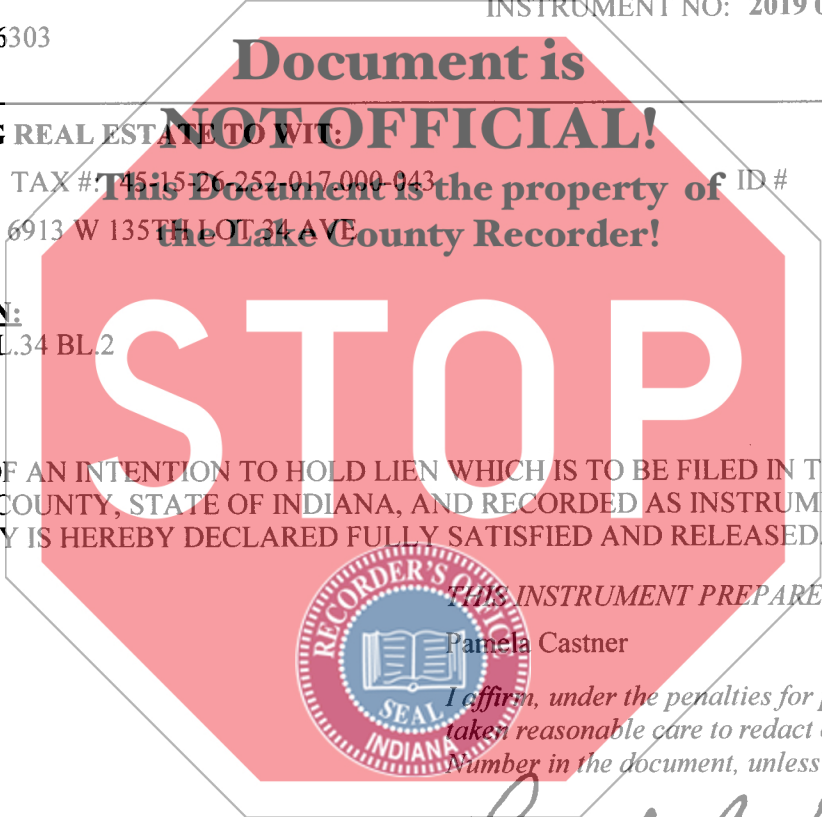 INSTRUMENT NO: 2019 0
6303
Document is
NOT OFFICIAL!
G REAL ESTATE TO WIT:
TAX #: 45-15-26-252-017.000-043 ID #
This Document is the property of
6913 W 135TH LOT 34 AVE
the Lake County Recorder!
N:
L.34 BL.2
STOP
F AN INTENTION TO HOLD LIEN WHICH IS TO BE FILED IN T
COUNTY, STATE OF INDIANA, AND RECORDED AS INSTRUM
Y IS HEREBY DECLARED FULLY SATISFIED AND RELEASED.
THIS INSTRUMENT PREPARE
Pamela Castner
I affirm, under the penalties for p
taken reasonable care to redact
Number in the document, unless
RECORDER'S OFFIC
SEAL
INDIANA